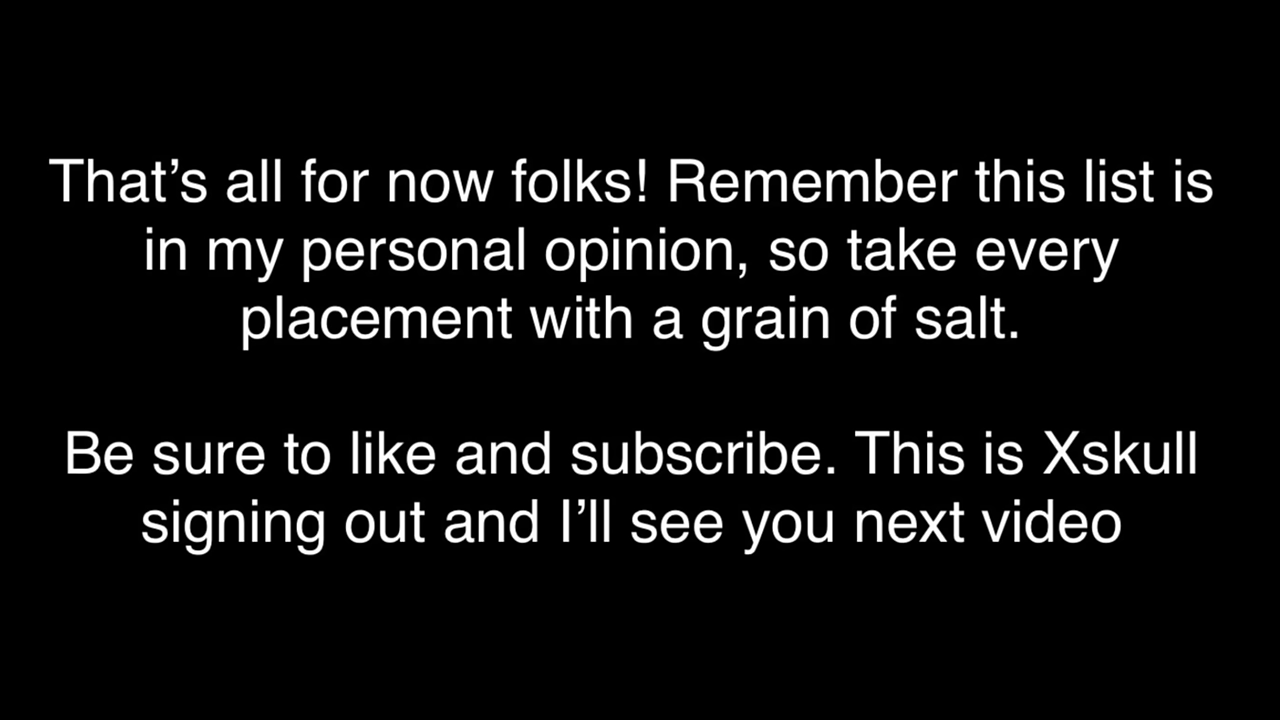 That’s all for now folks! Remember this list is
in my personal opinion, so take every
placement with a grain of salt.
Be sure to like and subscribe. This is Xskull
signing out and I’ll see you next video